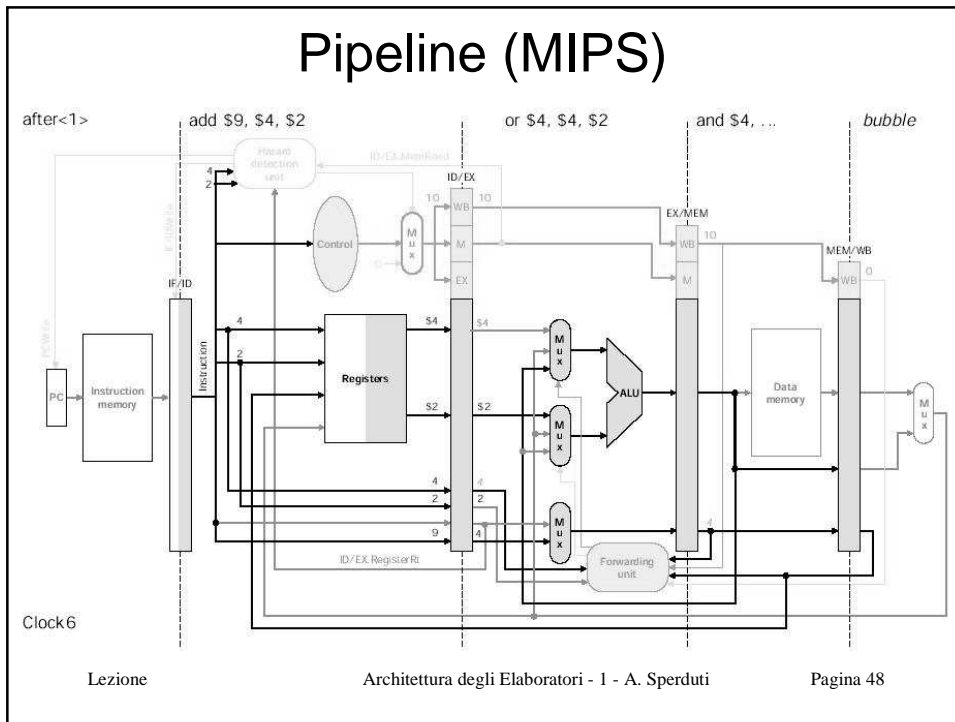 Pipeline (MIPS)
after<1>
add $9, $4, $2
or $4, $4, $2
and $4, ...
bubble
Hazard detection unit
ID/EX.MemRead
4
2
ID/EX
10
WB
10
EX/MEM
Mux
Control
0
M
WB
10
MEM/WB
IF/ID
EX
M
WB
0
PCWrite
Instruction
4
$4
$4
Mux
2
PC
Instruction memory
Registers
ALU
Data memory
Mux
$2
$2
Mux
4
4
2
2
9
4
Mux
4
ID/EX.RegisterRt
Forwarding unit
Clock 6
Lezione
Architettura degli Elaboratori - 1 - A. Sperduti
Pagina 48